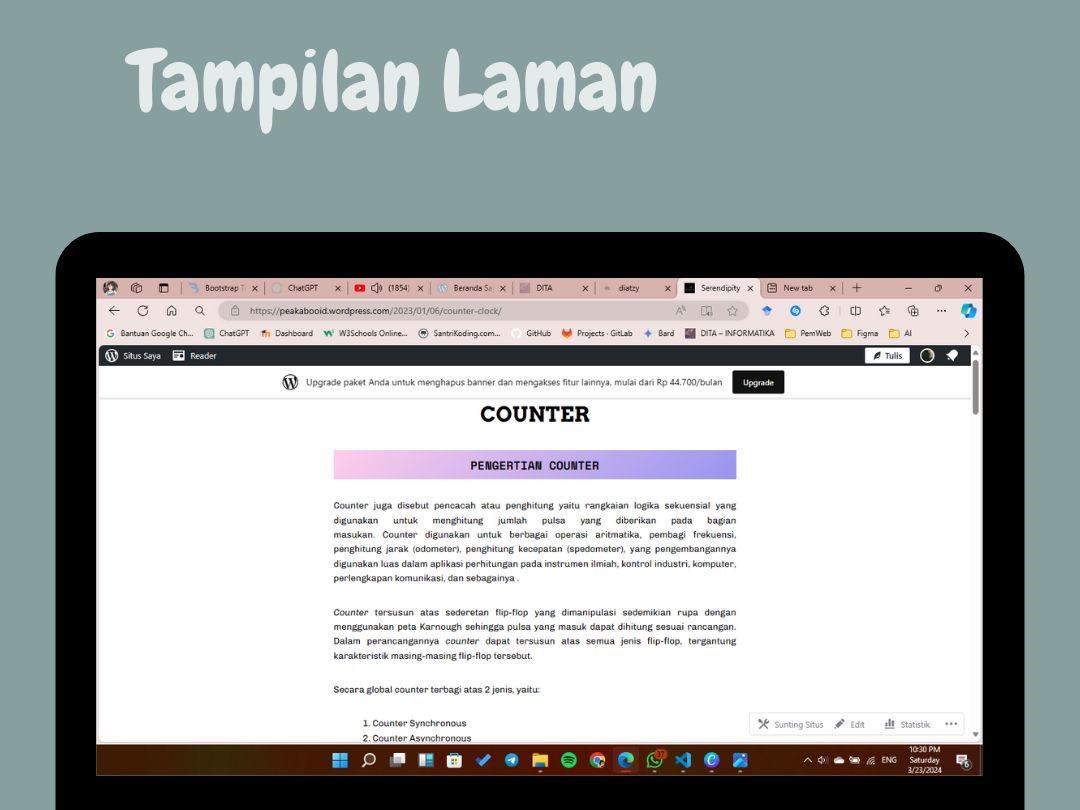 Tampilan Laman
Bootstrap T
ChatGPT
(1854)
Beranda Sa
DITA
diatzy
Serendipity
New tab
https://peakabooid.wordpress.com/2023/01/06/counter-clock/
Bantuan Google Ch... ChatGPT Dashboard W3Schools Online... SantriKoding.com... GitHub Projects · GitLab Bard DITA – INFORMATIKA PemWeb Figma AI
Situs Saya Reader Tulis
Upgrade paket Anda untuk menghapus banner dan mengakses fitur lainnya, mulai dari Rp 44.700/bulan Upgrade
COUNTER
PENGERTIAN COUNTER
Counter juga disebut pencacah atau penghitung yaitu rangkaian logika sekuensial yang
digunakan untuk menghitung jumlah pulsa yang diberikan pada bagian
masukan. Counter digunakan untuk berbagai operasi aritmatika, pembagi frekuensi,
penghitung jarak (odometer), penghitung kecepatan (spedometer), yang pengembangannya
digunakan luas dalam aplikasi perhitungan pada instrumen ilmiah, kontrol industri, komputer,
perlengkapan komunikasi, dan sebagainya .
Counter tersusun atas sederetan flip-flop yang dimanipulasi sedemikian rupa dengan
menggunakan peta Karnough sehingga pulsa yang masuk dapat dihitung sesuai rancangan.
Dalam perancangannya counter dapat tersusun atas semua jenis flip-flop, tergantung
karakteristik masing-masing flip-flop tersebut.
Secara global counter terbagi atas 2 jenis, yaitu:
1. Counter Synchronous
2. Counter Asynchronous
Sunting Situs Edit Statistik
ENG
10:30 PM
Saturday
3/23/2024